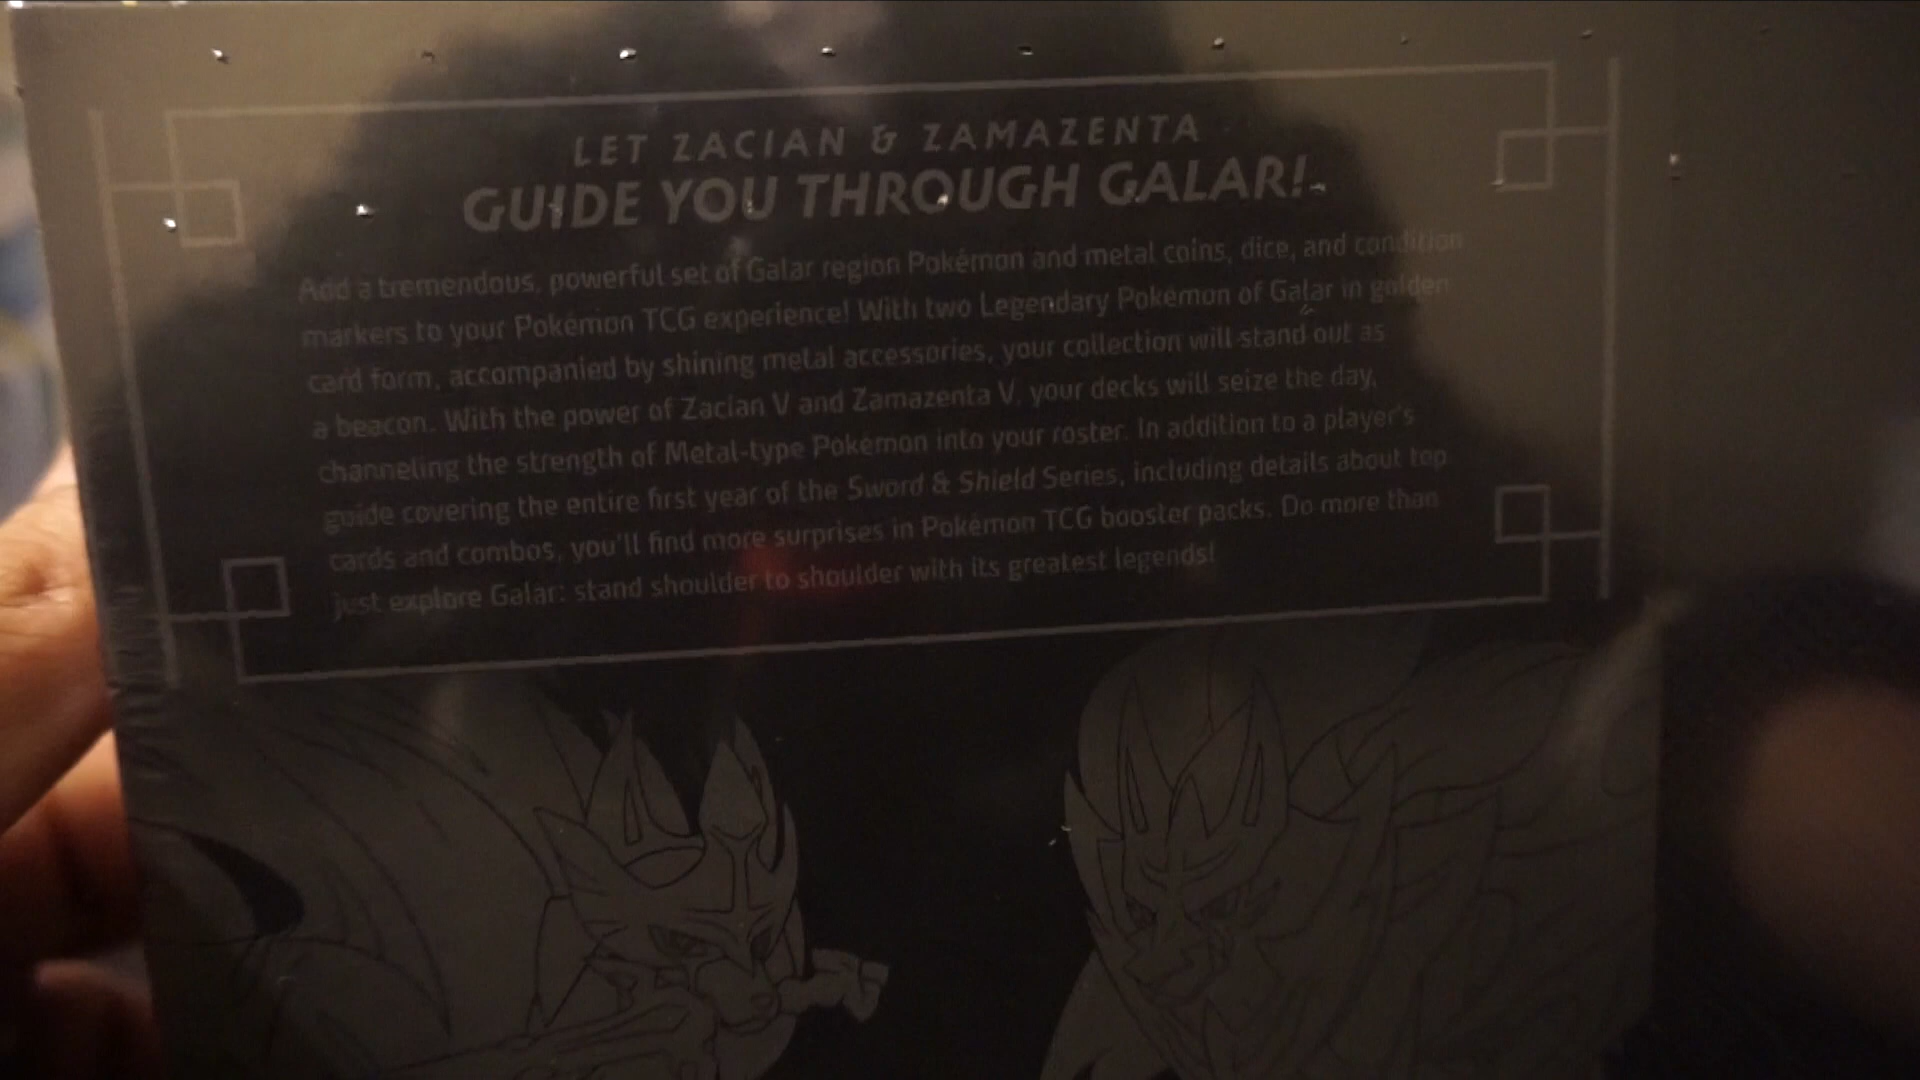 LET ZACIAN & ZAMAZENTA
GUIDE YOU THROUGH GALAR!
Add a tremendous, powerful set of Galar region Pokémon and metal coins, dice, and condition
markers to your Pokémon TCG experience! With two Legendary Pokémon of Galar in golden
card form, accompanied by shining metal accessories, your collection will stand out as
a beacon. With the power of Zacian V and Zamazenta V, your decks will seize the day,
channeling the strength of Metal-type Pokémon into your roster. In addition to a player's
guide covering the entire first year of the Sword & Shield Series, including details about top
cards and combos, you'll find more surprises in Pokémon TCG booster packs. Do more than
just explore Galar: stand shoulder to shoulder with its greatest legends!